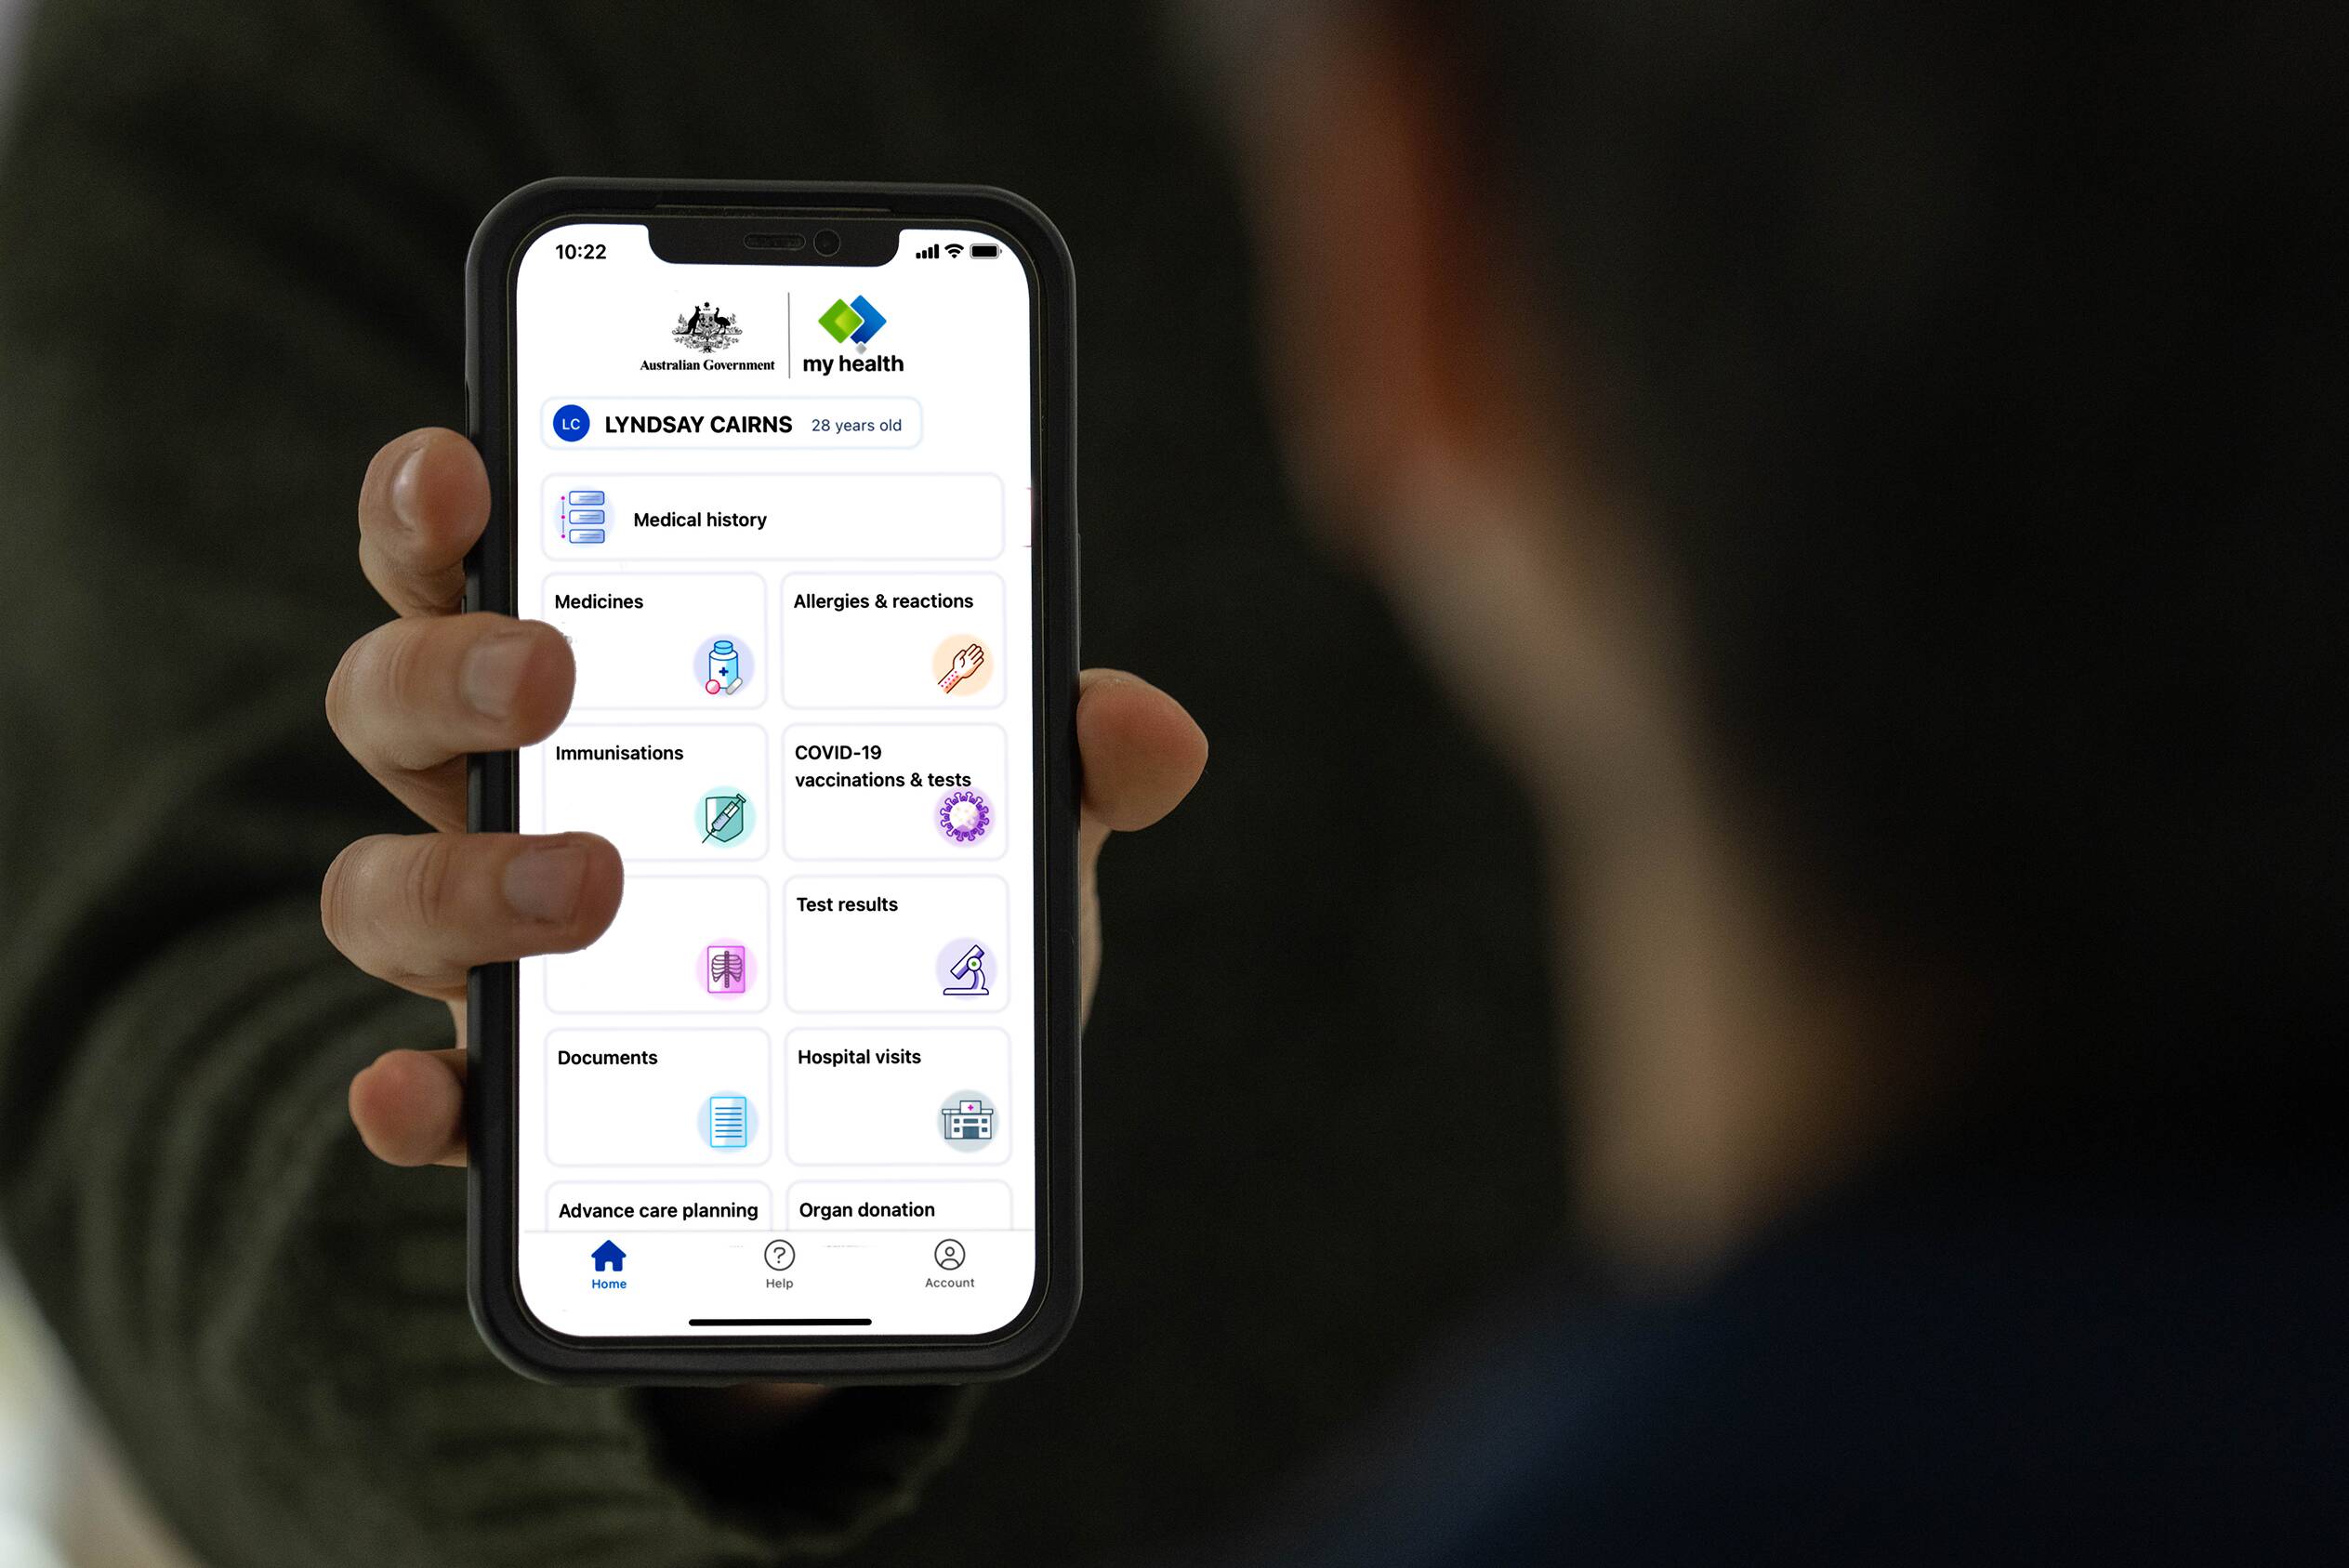 10:22
Australian Government
my health
LC LYNDSAY CAIRNS 28 years old
Medical history
Medicines
Allergies & reactions
Immunisations
COVID-19
vaccinations & tests
Test results
Documents
Hospital visits
Advance care planning
Organ donation
Home
Help
Account